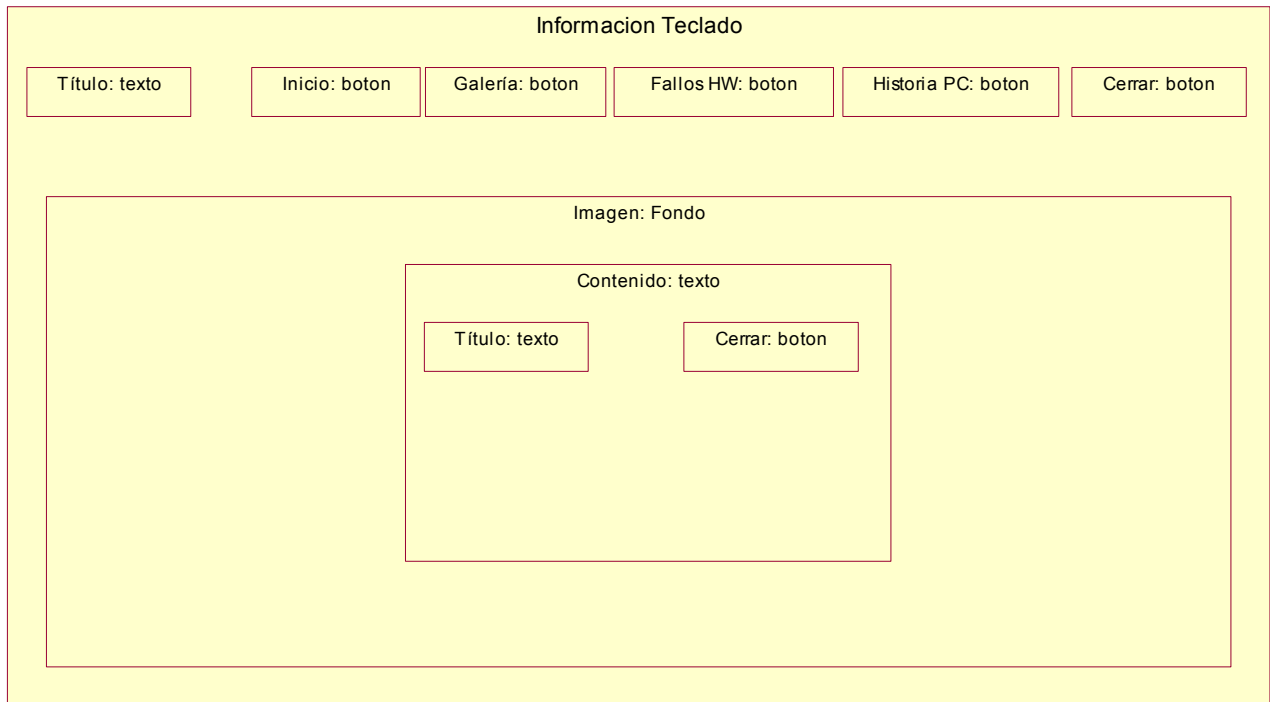 Informacion Teclado
Título: texto
Inicio: boton
Galería: boton
Fallos HW: boton
Historia PC: boton
Cerrar: boton
Imagen: Fondo
Contenido: texto
Título: texto
Cerrar: boton